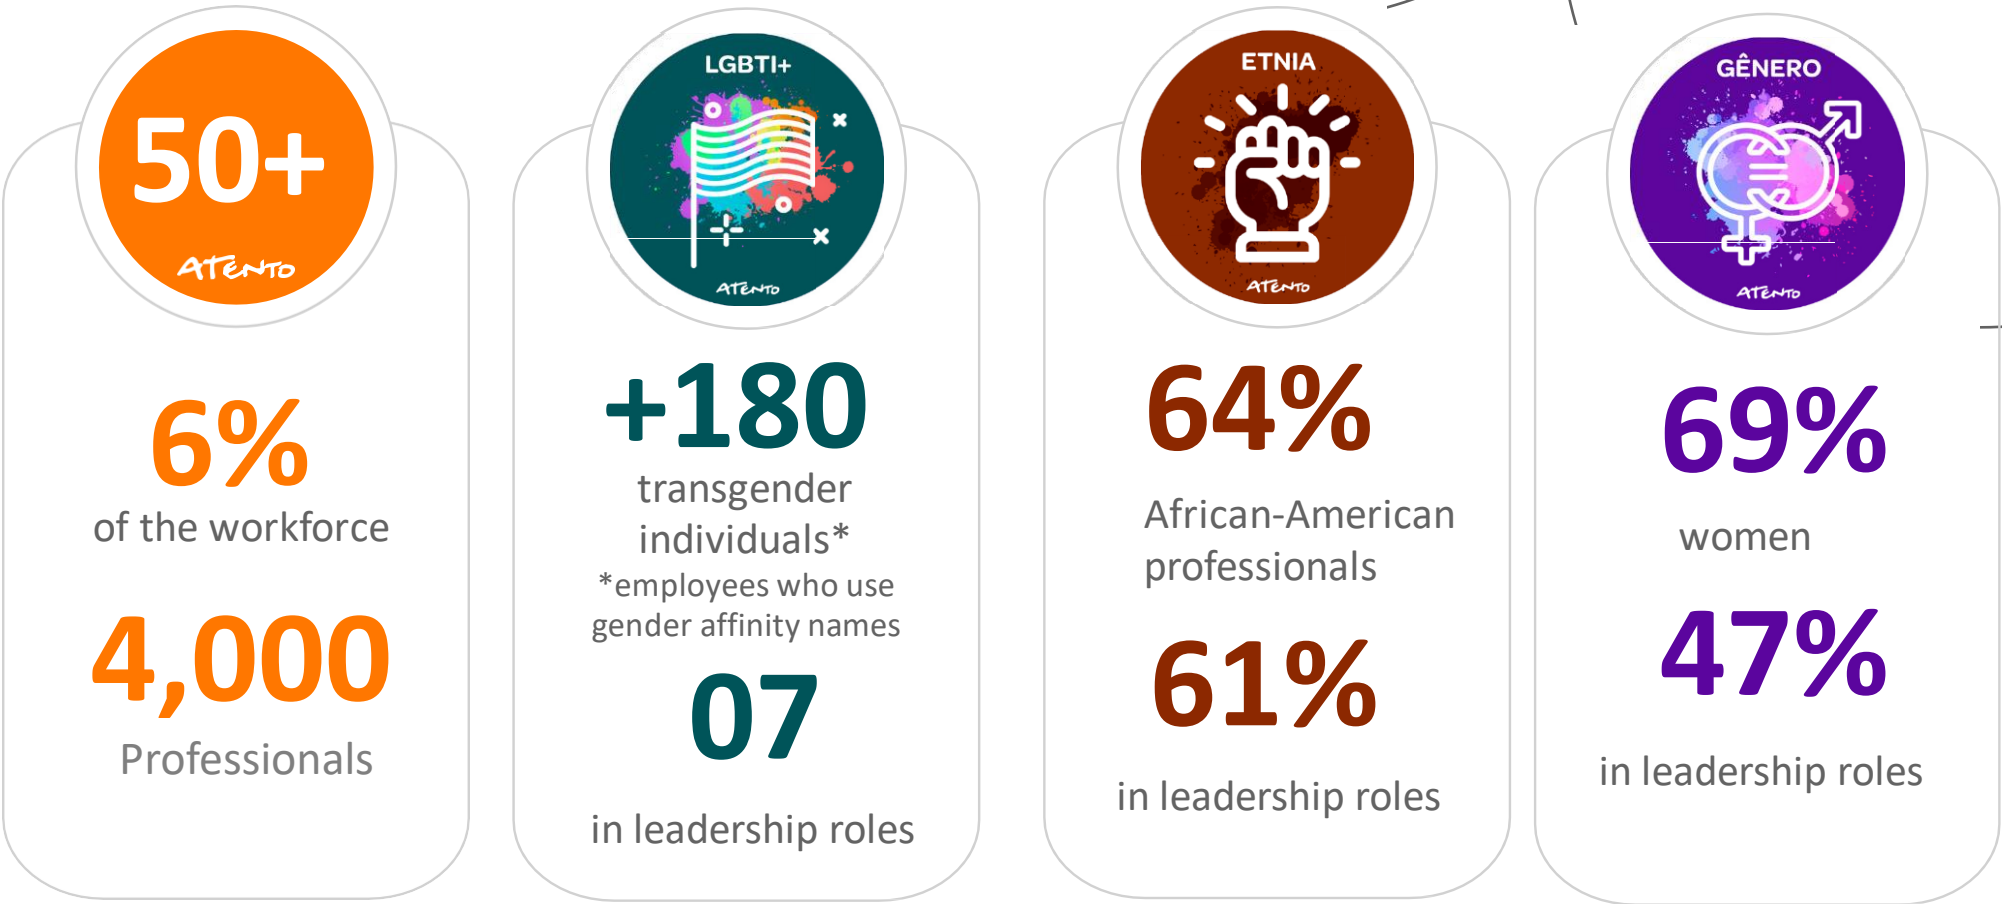 50+
ATENTO
6%
of the workforce
4,000
Professionals
LGBTI+
ATENTO
+180
transgender
individuals*
*employees who use
gender affinity names
07
in leadership roles
ETNIA
ATENTO
64%
African-American
professionals
61%
in leadership roles
GÊNERO
ATENTO
69%
women
47%
in leadership roles